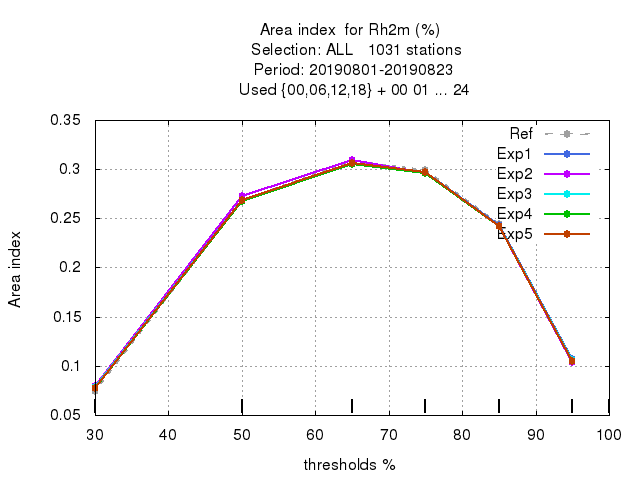 Area index  for Rh2m (%)
Selection: ALL   1031 stations
Period: 20190801-20190823
Used {00,06,12,18} + 00 01 ... 24
0.35
0.3
0.25
0.2
0.15
0.1
0.05
Area index
Ref
Exp1
Exp2
Exp3
Exp4
Exp5
30 40 50 60 70 80 90 100
thresholds %